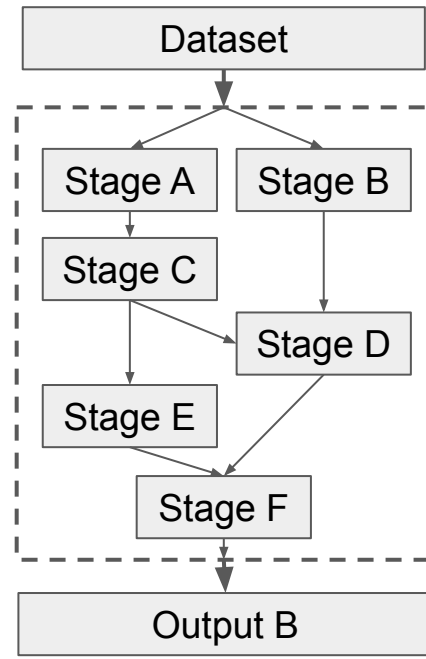 Dataset
Stage A
Stage B
Stage C
Stage D
Stage E
Stage F
Output B